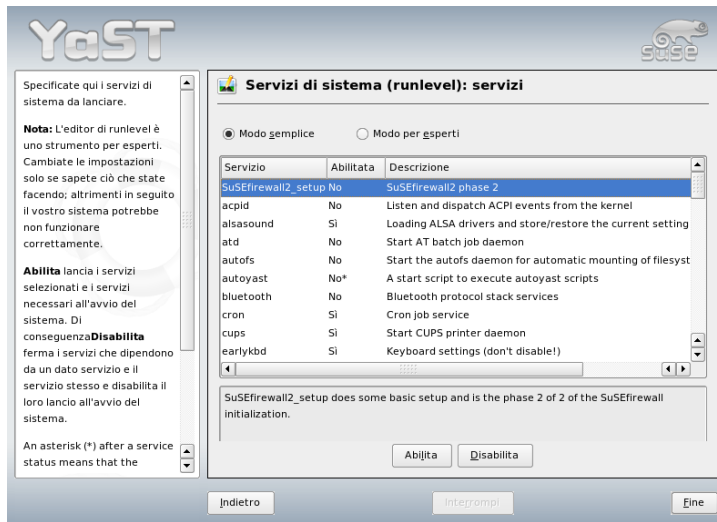 YaST
SuSE
Specificate qui i servizi di
sistema da lanciare.
Nota: L'editor di runlevel è
uno strumento per esperti.
Cambiate le impostazioni
solo se sapete ciò che state
facendo; altrimenti in seguito
il vostro sistema potrebbe
non funzionare
correttamente.
Abilita lancia i servizi
selezionati e i servizi
necessari all'avvio del
sistema. Di
conseguenzaDisabilita
ferma i servizi che dipendono
da un dato servizio e il
servizio stesso e disabilita il
loro lancio all'avvio del
sistema.
An asterisk (*) after a service
status means that the
Servizi di sistema (runlevel): servizi
Modo semplice Modo per esperti
Servizio Abilitata Descrizione
SuSEfirewall2_setup No SuSEfirewall2 phase 2
acpid No Listen and dispatch ACPI events from the kernel
alsasound Sì Loading ALSA drivers and store/restore the current setting
atd No Start AT batch job daemon
autofs No Start the autofs daemon for automatic mounting of filesyst
autoyast No* A start script to execute autoyast scripts
bluetooth No Bluetooth protocol stack services
cron Sì Cron job service
cups Sì Start CUPS printer daemon
earlykbd Sì Keyboard settings (don't disable!)
SuSEfirewall2_setup does some basic setup and is the phase 2 of 2 of the SuSEfirewall
initialization.
Abilita Disabilita
Indietro Interrompi Fine